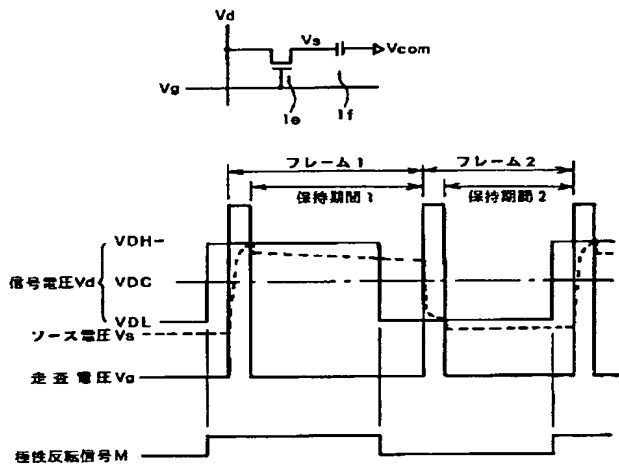 Vd
Vs
Vcom
Vg
1e
1f
フレーム1
フレーム2
保持期間1
保持期間2
VDH
信号電圧Vd
VDC
VDL
ソース電圧Vs
走査電圧Vg
極性反転信号M